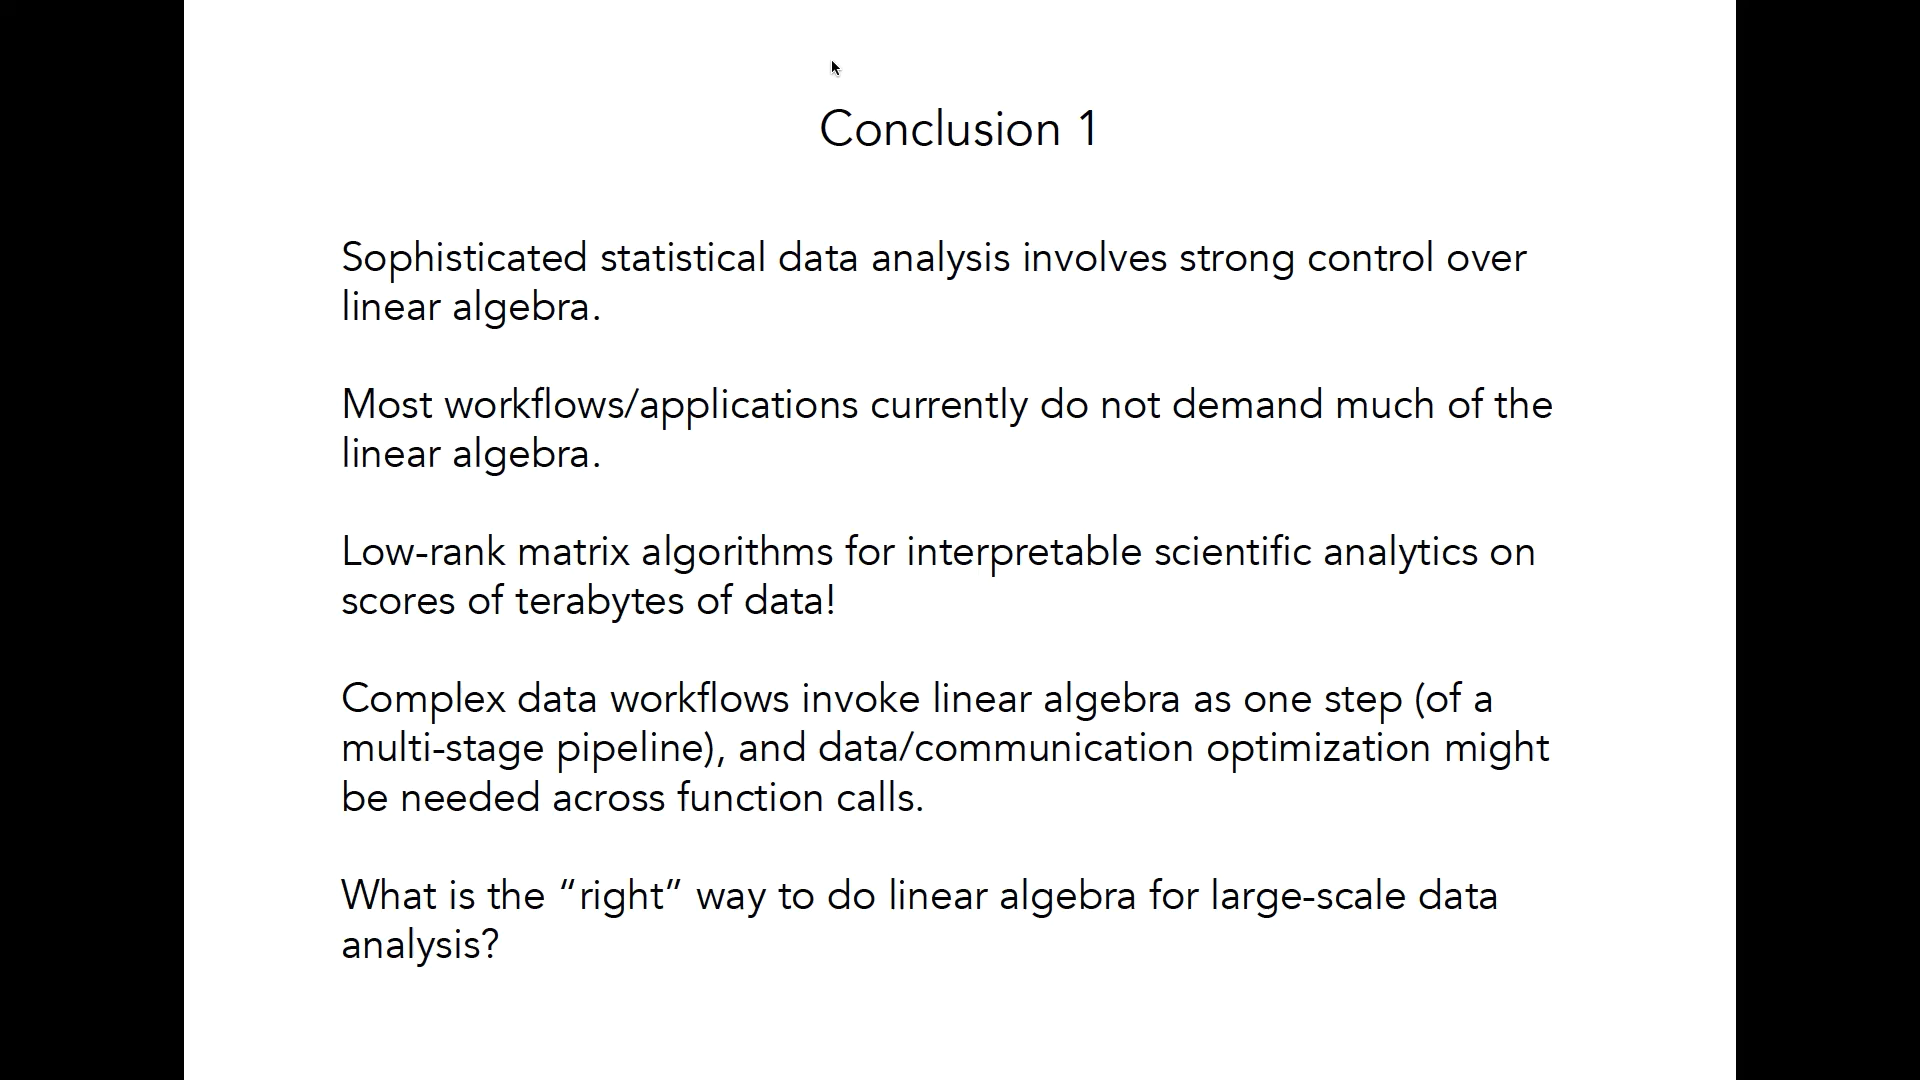 Conclusion 1
Sophisticated statistical data analysis involves strong control over
linear algebra.
Most workflows/applications currently do not demand much of the
linear algebra.
Low-rank matrix algorithms for interpretable scientific analytics on
scores of terabytes of data!
Complex data workflows invoke linear algebra as one step (of a
multi-stage pipeline), and data/communication optimization might
be needed across function calls.
What is the “right” way to do linear algebra for large-scale data
analysis?